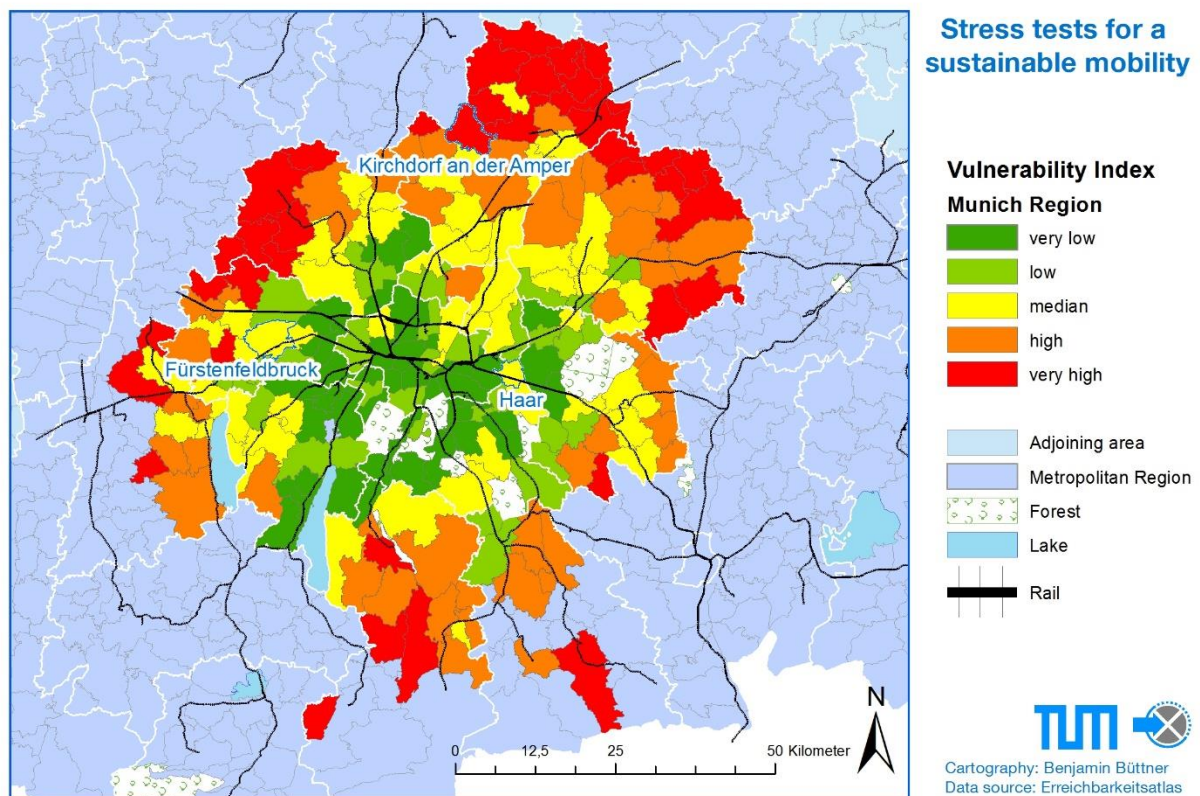 Stress tests for a
sustainable mobility
Kirchdorf an der Amper
Fürstenfeldbruck
Haar
Vulnerability Index
Munich Region
very low
low
median
high
very high
Adjoining area
Metropolitan Region
Forest
Lake
Rail
N
0 12,5 25 50 Kilometer
TUM
Cartography: Benjamin Büttner
Data source: Erreichbarkeitsatlas